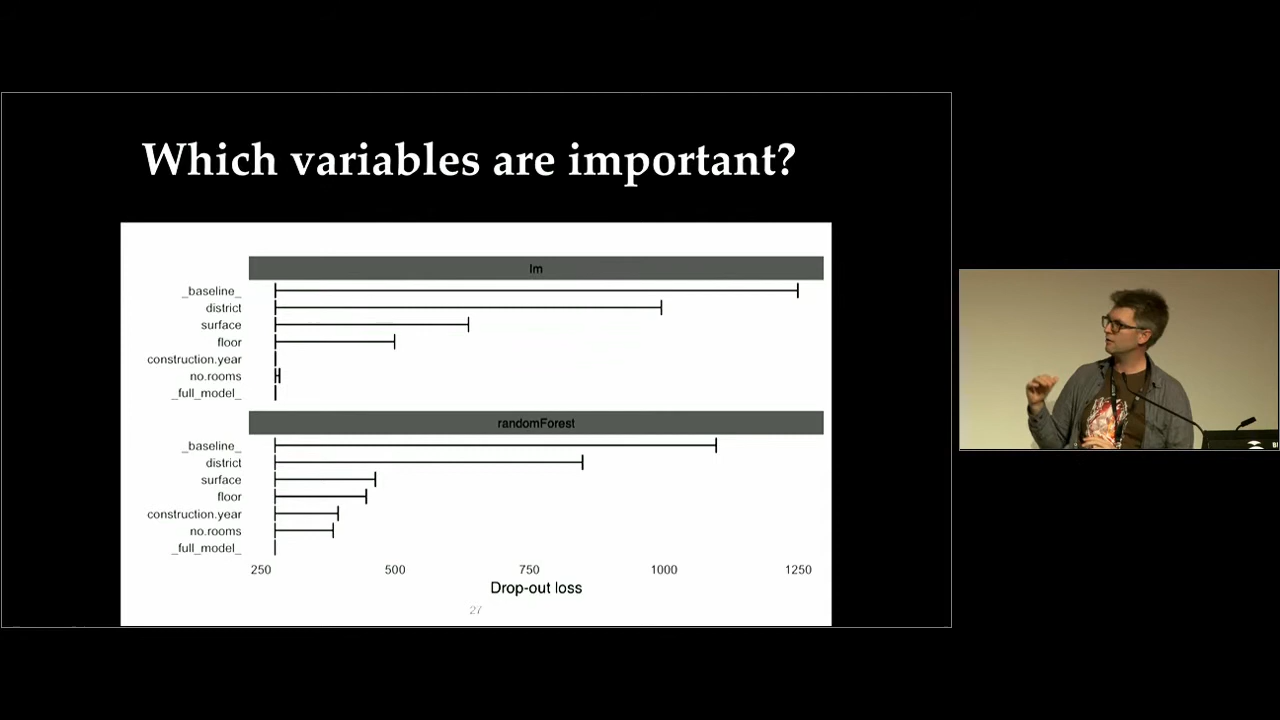 Which variables are important?
lm
_baseline_
district
surface
floor
construction.year
no.rooms
_full_model_
randomForest
_baseline_
district
surface
floor
construction.year
no.rooms
_full_model_
250 500 750 1000 1250
Drop-out loss
27